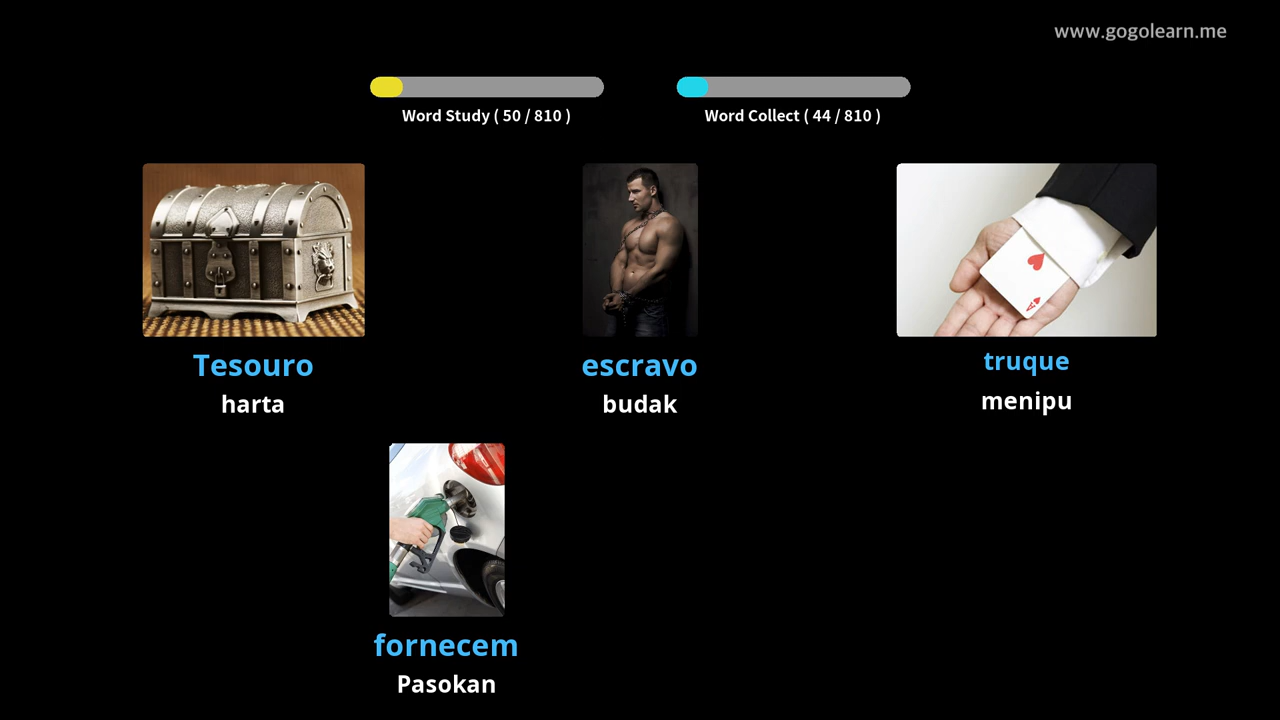 www.gogolearn.me
Word Study ( 50 / 810 )
Word Collect ( 44 / 810 )
Tesouro
harta
escravo
budak
truque
menipu
fornecem
Pasokan